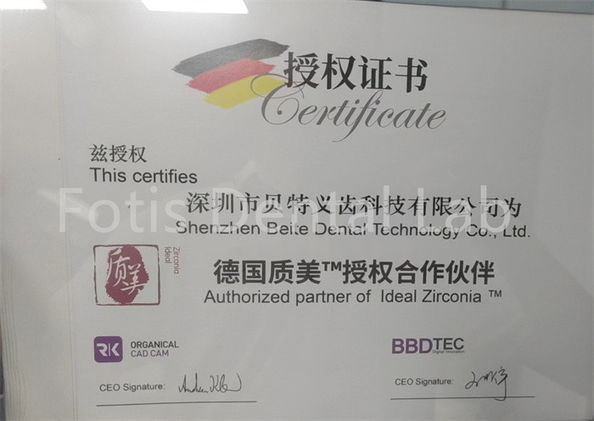 授权证书
Certificate
兹授权
This certifies
深圳市贝特义齿科技有限公司为
Shenzhen Beite Dental Technology Co., Ltd.
Fotis Dental Lab
质美
Zirconia
Ideal
德国质美™授权合作伙伴
Authorized partner of Ideal Zirconia ™
RK ORGANICAL
CAD CAM
BBDTEC
Digital Innovation
CEO Signature:
CEO Signature: